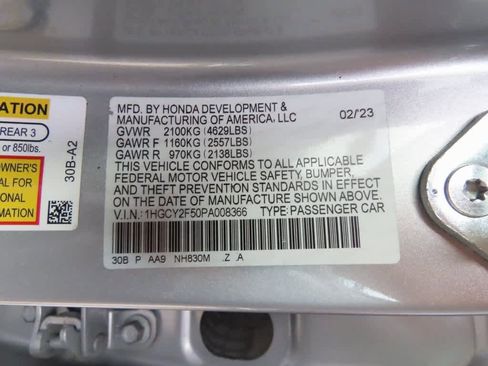 ATION
REAR 3
or 850lbs.
30B-A2
OWNER'S
AL FOR
ONAL
MATION
MFD. BY HONDA DEVELOPMENT &
MANUFACTURING OF AMERICA, LLC 02/23
GVWR 2100KG (4629LBS)
GAWR F 1160KG (2557LBS)
GAWR R 970KG (2138LBS)
THIS VEHICLE CONFORMS TO ALL APPLICABLE
FEDERAL MOTOR VEHICLE SAFETY, BUMPER,
AND THEFT PREVENTION STANDARDS IN EFFECT
ON THE DATE OF MANUFACTURE SHOWN ABOVE.
V.I.N.:1HGCY2F50PA008366 TYPE:PASSENGER CAR
30B P AA9 NH830M .Z .A